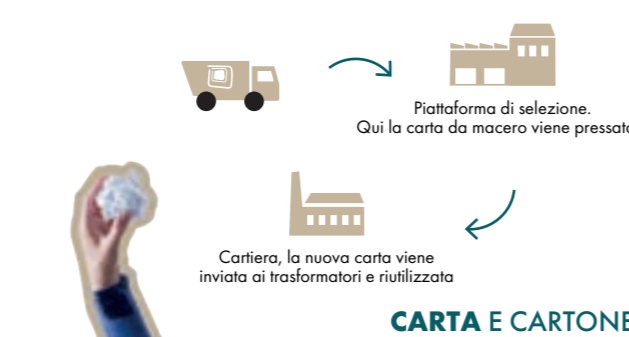 Piattaforma di selezione.
Qui la carta da macero viene pressata
Cartiera, la nuova carta viene
inviata ai trasformatori e riutilizzata
CARTA E CARTONE